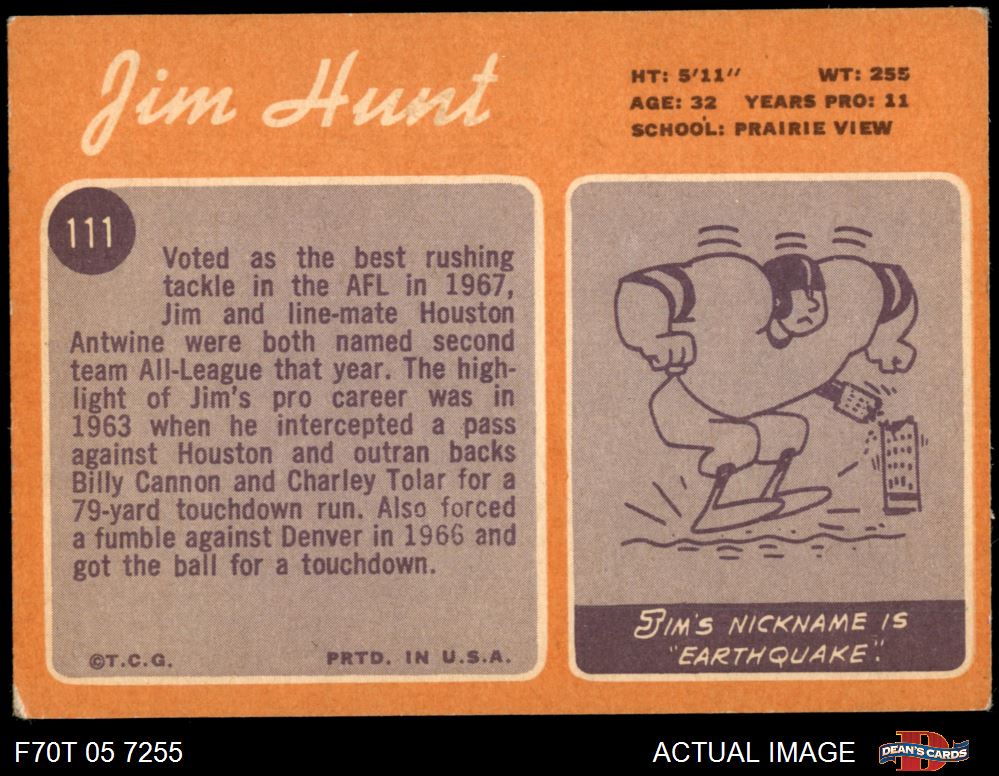 Jim Hunt
HT: 5'11" WT: 255
AGE: 32 YEARS PRO: 11
SCHOOL: PRAIRIE VIEW
111
Voted as the best rushing
tackle in the AFL in 1967,
Jim and line-mate Houston
Antwine were both named second
team All-League that year. The high-
light of Jim's pro career was in
1963 when he intercepted a pass
against Houston and outran backs
Billy Cannon and Charley Tolar for a
79-yard touchdown run. Also forced
a fumble against Denver in 1966 and
got the ball for a touchdown.
©T.C.G. PRTD. IN U.S.A.
JIM'S NICKNAME IS
"EARTHQUAKE".
F70T 05 7255
ACTUAL IMAGE
D
DEAN'S CARDS